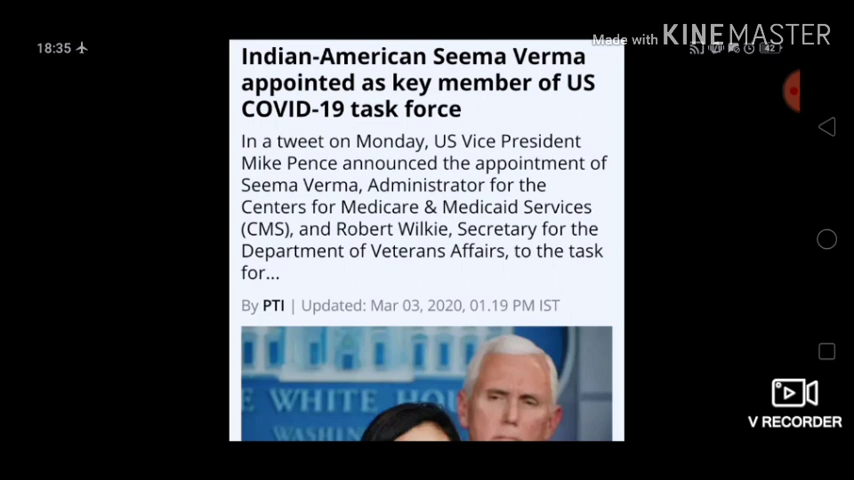 18:35
Made with KINEMASTER
42
Indian-American Seema Verma
appointed as key member of US
COVID-19 task force
In a tweet on Monday, US Vice President
Mike Pence announced the appointment of
Seema Verma, Administrator for the
Centers for Medicare & Medicaid Services
(CMS), and Robert Wilkie, Secretary for the
Department of Veterans Affairs, to the task
for...
By PTI | Updated: Mar 03, 2020, 01.19 PM IST
E WHITE HOU
WASHIN
V RECORDER